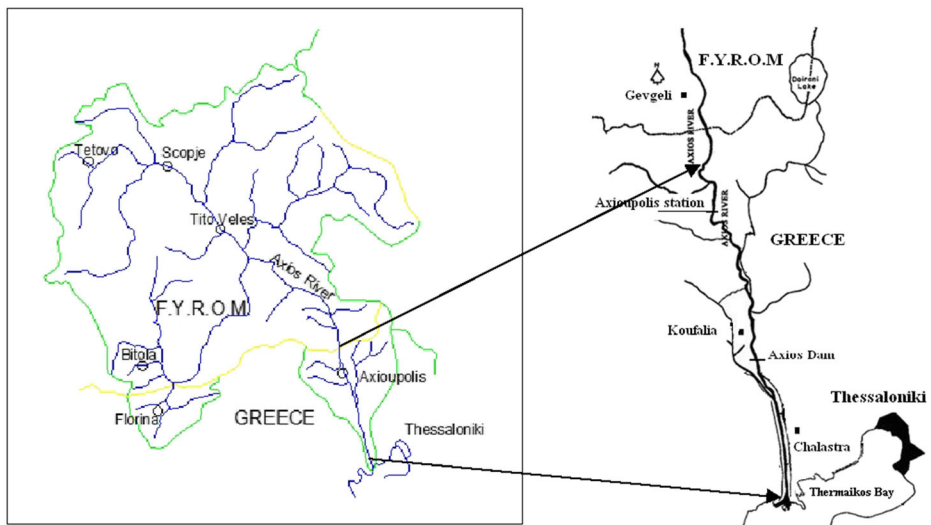 Tetovo
Scopje
Tito Veles
Axios River
F.Y.R.O.M.
Bitola
Axioupolis
Florina
GREECE
Thessaloniki
F.Y.R.O.M
N
Doirani
Lake
Gevgeli
AXIOS RIVER
Axioupolis station
AXIOS RIVER
GREECE
Koufalia
Axios Dam
Thessaloniki
Chalastra
Thermaikos Bay